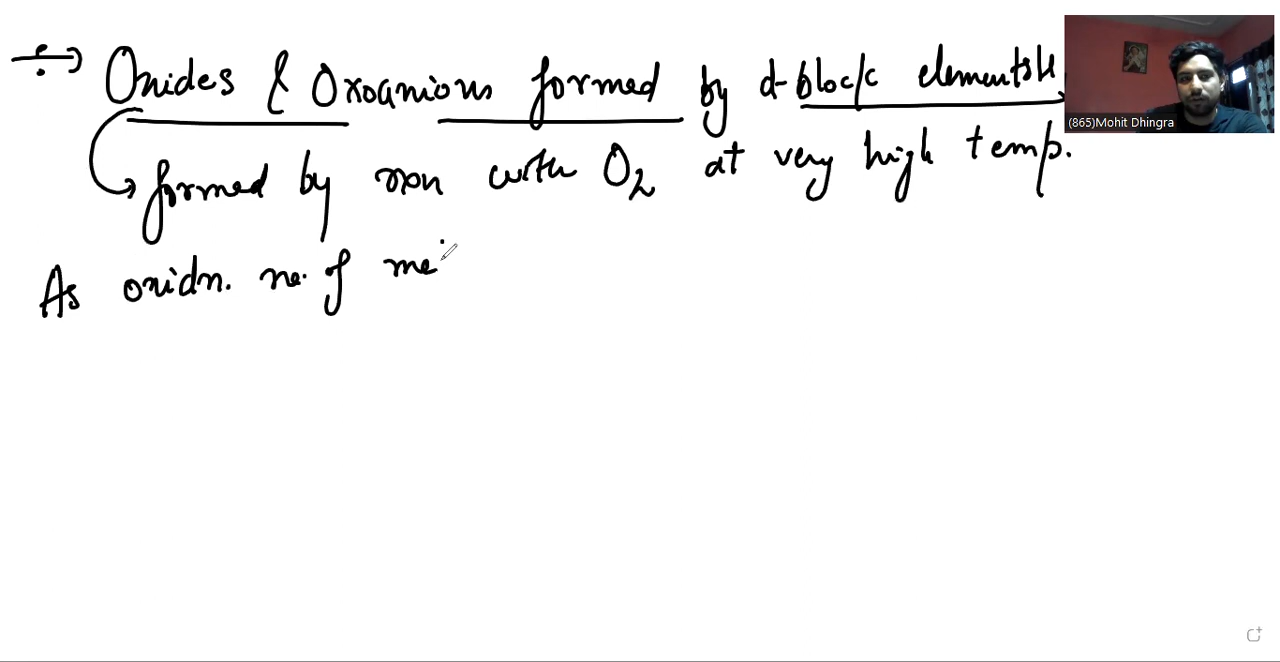 Oxides & Oxoanions formed by d-block elements
(865)Mohit Dhingra
formed by rxn with O2 at very high temp.
As oxidn. no. of me